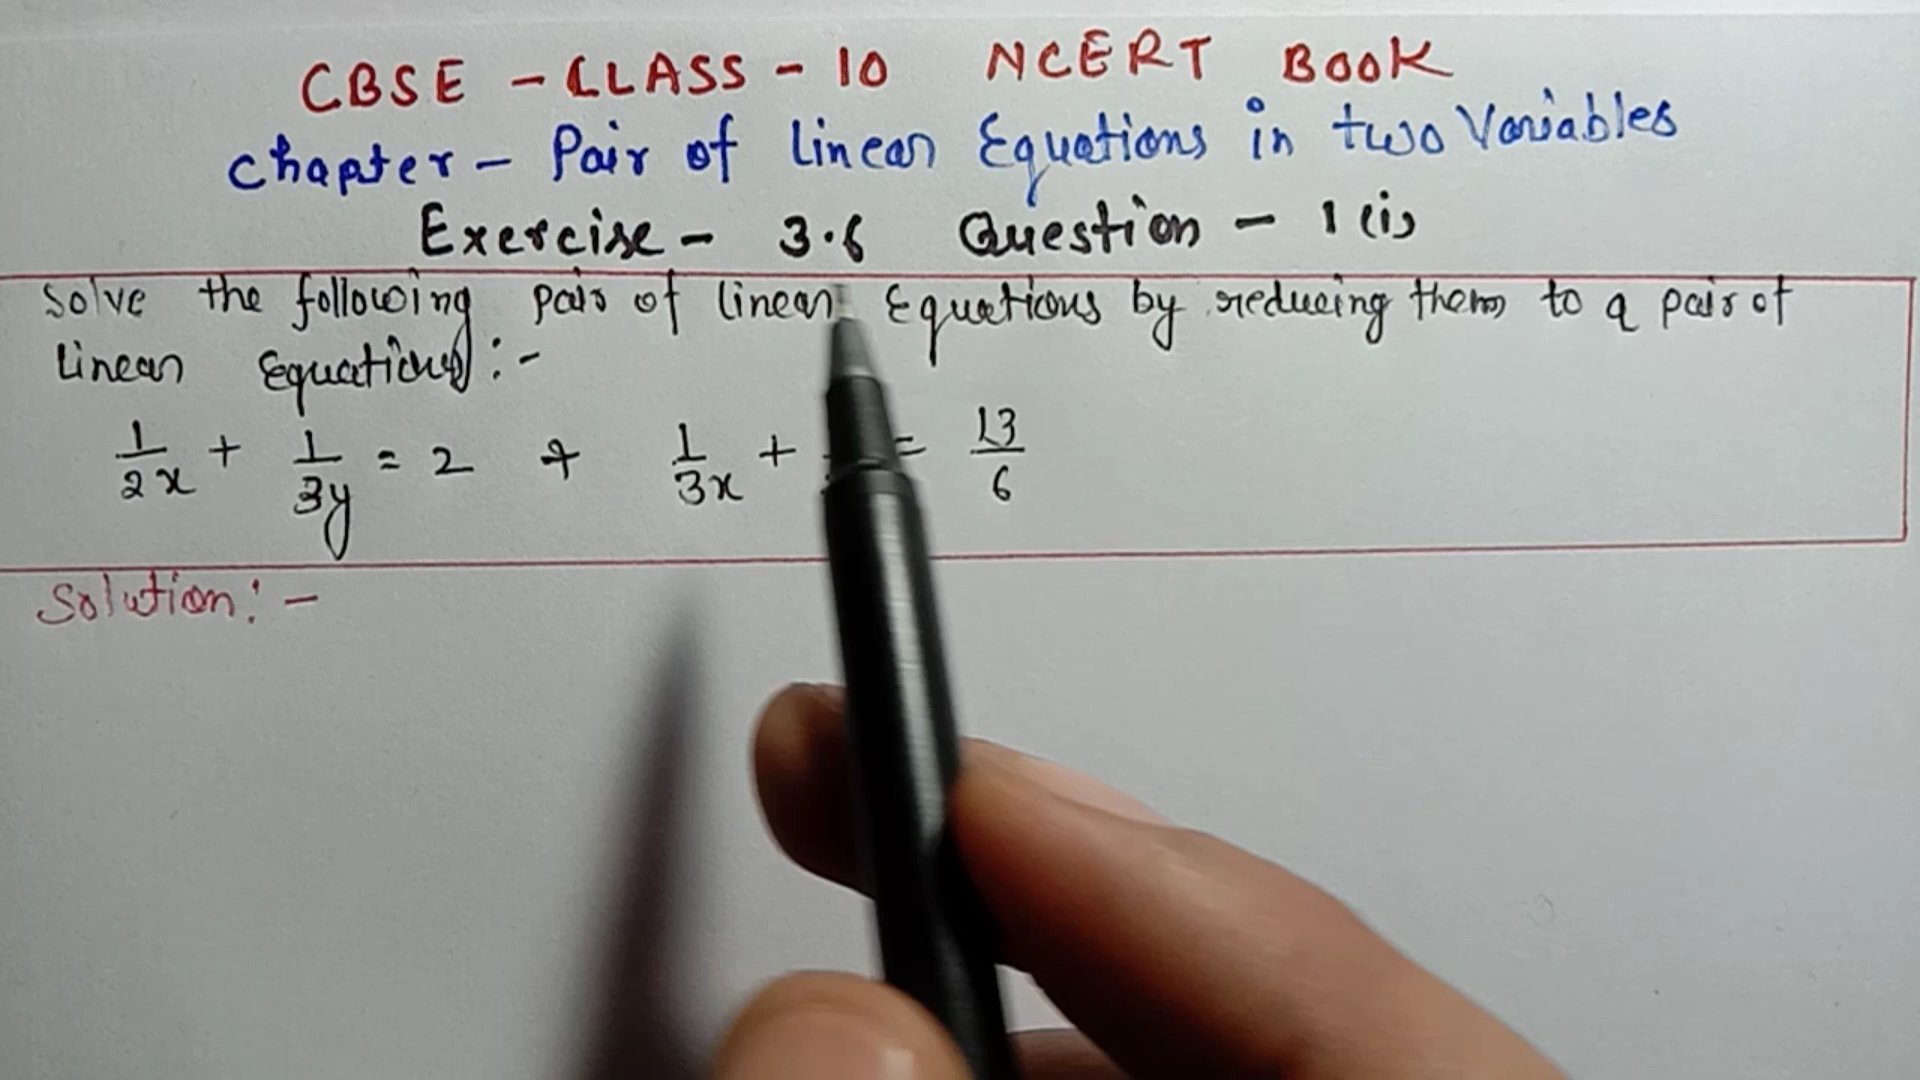 CBSE - CLASS - 10 NCERT BOOK
Chapter - Pair of Linear Equations in two Variables
Exercise - 3.6 Question - 1 (i)
Solve the following pair of linear Equations by reducing them to a pair of
Linear Equations :-
1/2x + 1/3y = 2 & 1/3x + = 13/6
Solution :-